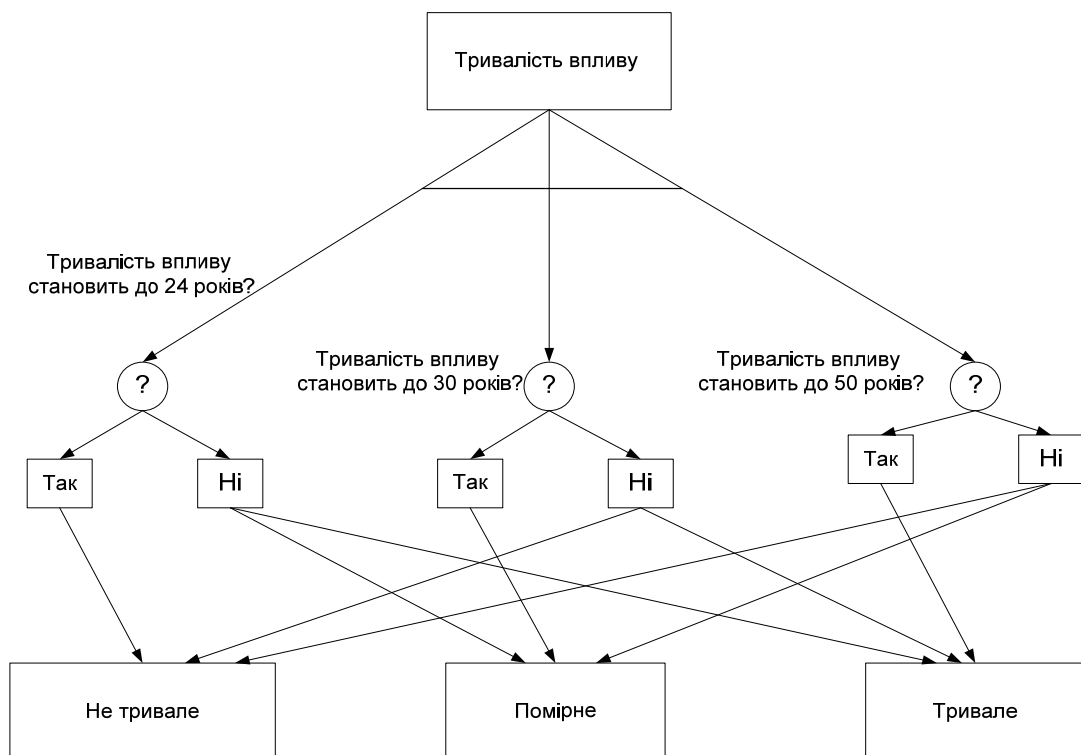 Тривалість впливу
Тривалість впливу
становить до 24 років?
Тривалість впливу
становить до 30 років?
Тривалість впливу
становить до 50 років?
?
?
?
Так
Ні
Так
Ні
Так
Ні
Не тривале
Помірне
Тривале